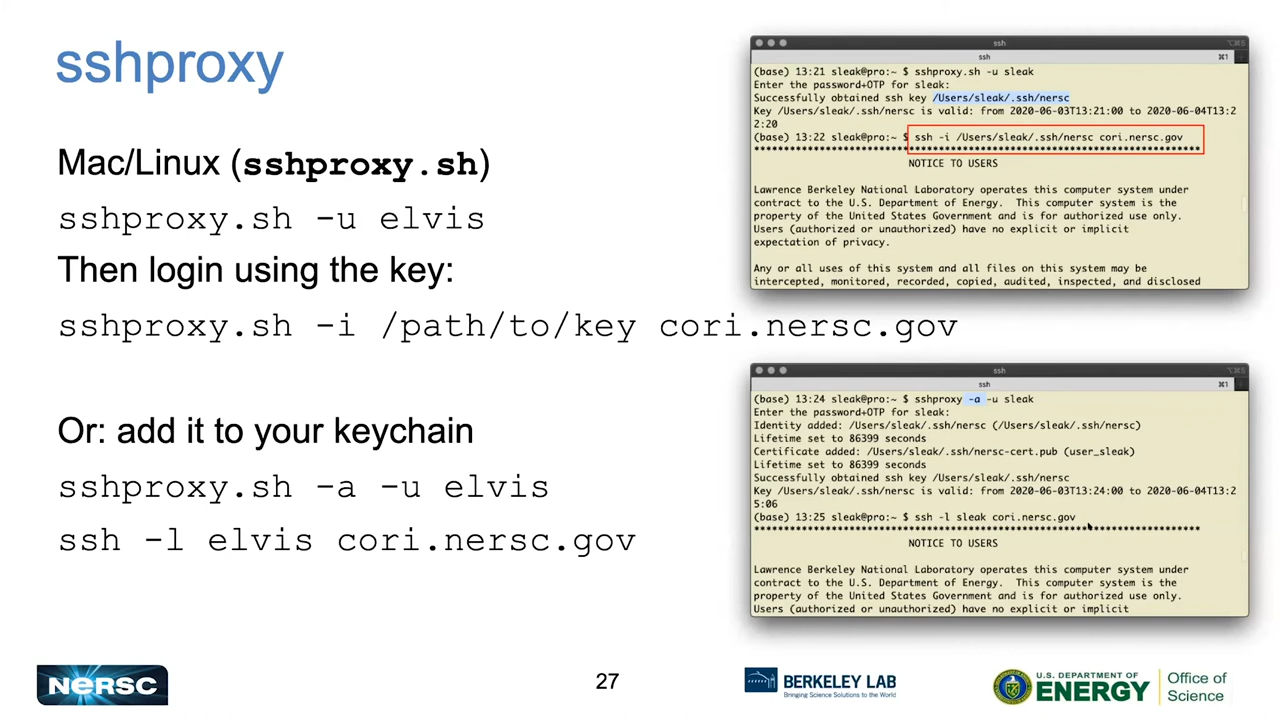 sshproxy
Mac/Linux (sshproxy.sh)
sshproxy.sh -u elvis
Then login using the key:
sshproxy.sh -i /path/to/key cori.nersc.gov
Or: add it to your keychain
sshproxy.sh -a -u elvis
ssh -l elvis cori.nersc.gov
ssh
⌥⌘5
ssh
⌘1
(base) 13:21 sleak@pro:~ $ sshproxy.sh -u sleak
Enter the password+OTP for sleak:
Successfully obtained ssh key /Users/sleak/.ssh/nersc
Key /Users/sleak/.ssh/nersc is valid: from 2020-06-03T13:21:00 to 2020-06-04T13:2
2:20
(base) 13:22 sleak@pro:~ $ ssh -i /Users/sleak/.ssh/nersc cori.nersc.gov
*********************************************************************
NOTICE TO USERS
Lawrence Berkeley National Laboratory operates this computer system under
contract to the U.S. Department of Energy. This computer system is the
property of the United States Government and is for authorized use only.
Users (authorized or unauthorized) have no explicit or implicit
expectation of privacy.
Any or all uses of this system and all files on this system may be
intercepted, monitored, recorded, copied, audited, inspected, and disclosed
ssh
⌥⌘5
ssh
⌘1
(base) 13:24 sleak@pro:~ $ sshproxy -a -u sleak
Enter the password+OTP for sleak:
Identity added: /Users/sleak/.ssh/nersc (/Users/sleak/.ssh/nersc)
Lifetime set to 86399 seconds
Certificate added: /Users/sleak/.ssh/nersc-cert.pub (user_sleak)
Lifetime set to 86399 seconds
Successfully obtained ssh key /Users/sleak/.ssh/nersc
Key /Users/sleak/.ssh/nersc is valid: from 2020-06-03T13:24:00 to 2020-06-04T13:2
5:06
(base) 13:25 sleak@pro:~ $ ssh -l sleak cori.nersc.gov
*********************************************************************
NOTICE TO USERS
Lawrence Berkeley National Laboratory operates this computer system under
contract to the U.S. Department of Energy. This computer system is the
property of the United States Government and is for authorized use only.
Users (authorized or unauthorized) have no explicit or implicit
NERSC
27
BERKELEY LAB
Bringing Science Solutions to the World
U.S. DEPARTMENT OF
ENERGY
Office of
Science